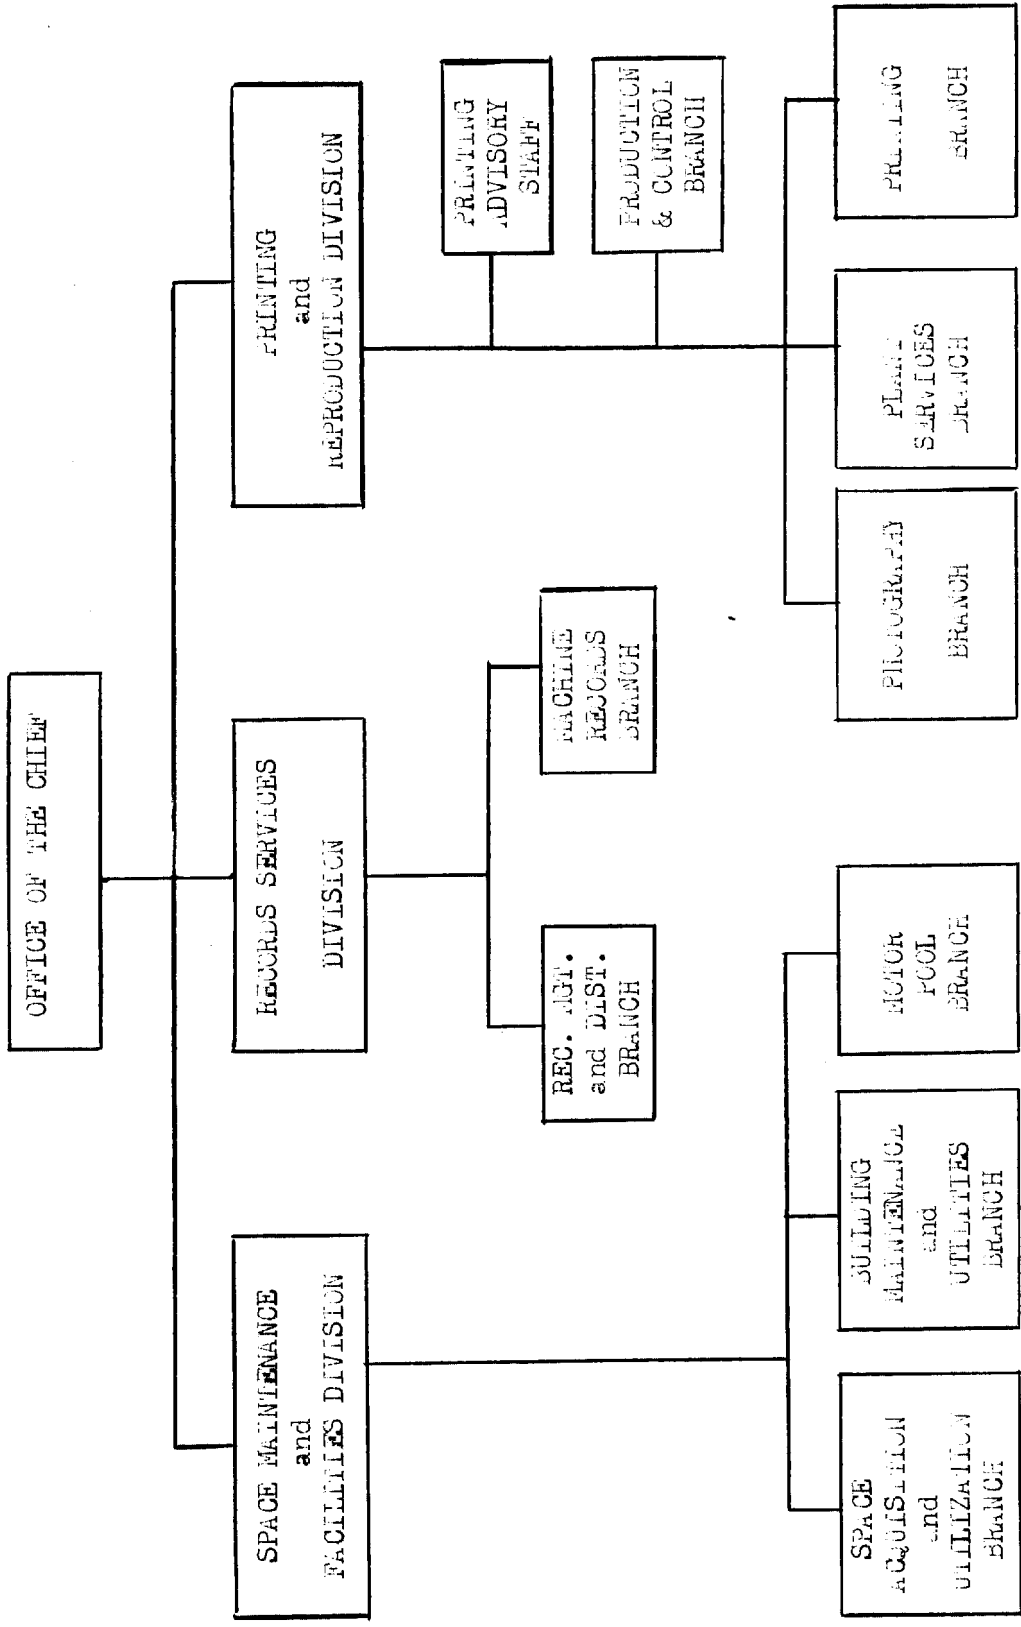 OFFICE OF THE CHIEF
SPACE MAINTENANCE
and
FACILITIES DIVISION
RECORDS SERVICES
DIVISION
PRINTING
and
REPRODUCTION DIVISION
PRINTING
ADVISORY
STAFF
PRODUCTION
& CONTROL
BRANCH
REC. MGT.
and DIST.
BRANCH
MACHINE
RECORDS
BRANCH
SPACE
ACQUISITION
and
UTILIZATION
BRANCH
BUILDING
MAINTENANCE
and
UTILITIES
BRANCH
MOTOR
POOL
BRANCH
PHOTOGRAPHY
BRANCH
PLANT
SERVICES
BRANCH
PRINTING
BRANCH